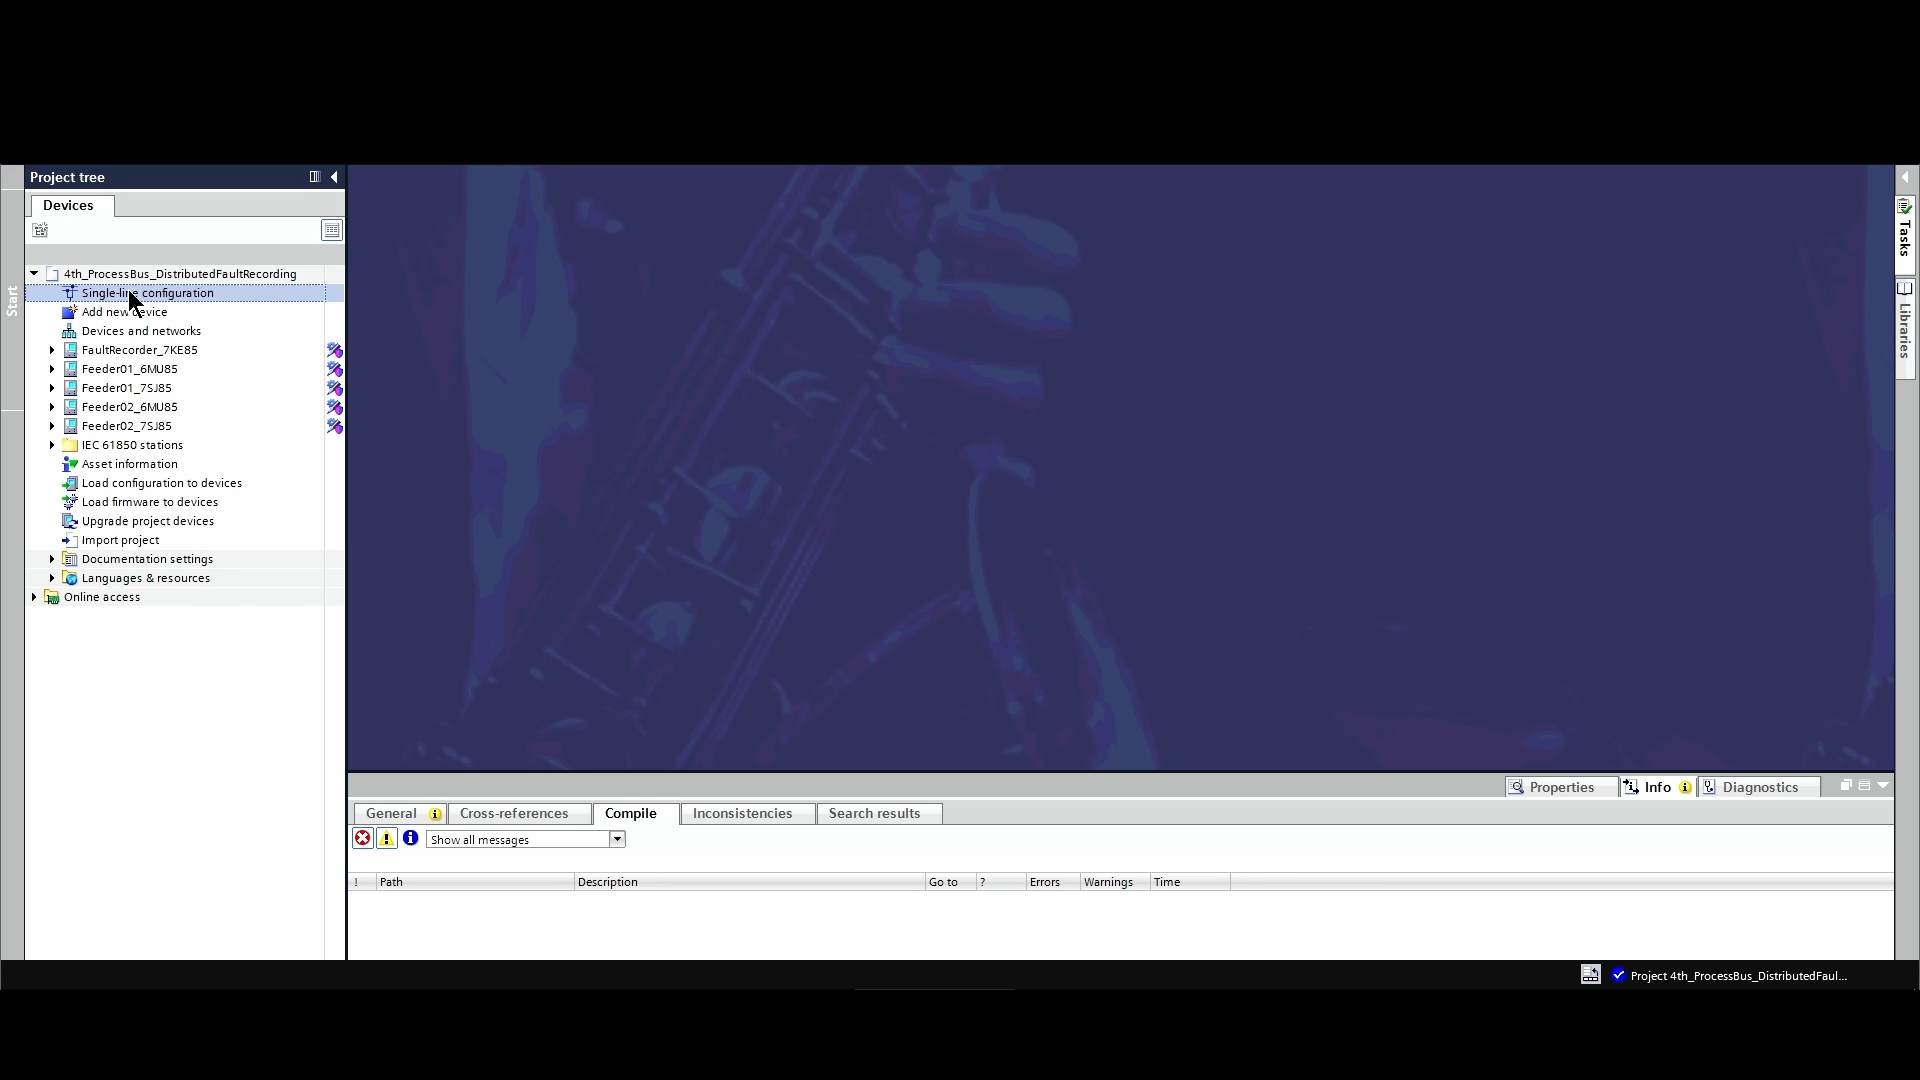 Project tree
Devices
Start
4th_ProcessBus_DistributedFaultRecording
Single-line configuration
Add new device
Devices and networks
FaultRecorder_7KE85
Feeder01_6MU85
Feeder01_7SJ85
Feeder02_6MU85
Feeder02_7SJ85
IEC 61850 stations
Asset information
Load configuration to devices
Load firmware to devices
Upgrade project devices
Import project
Documentation settings
Languages & resources
Online access
Tasks
Libraries
Properties
Info
Diagnostics
General
Cross-references
Compile
Inconsistencies
Search results
Show all messages
! Path Description Go to ? Errors Warnings Time
Project 4th_ProcessBus_DistributedFaul...